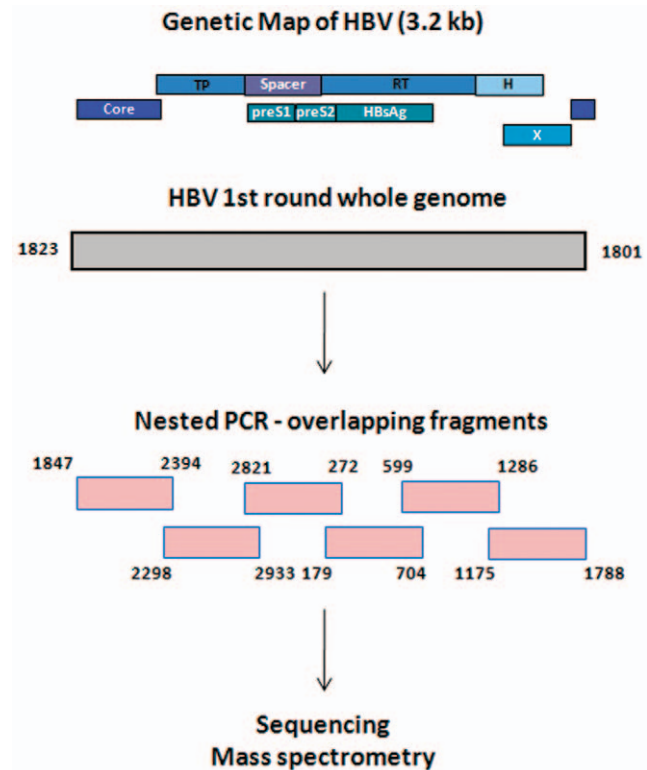 Genetic Map of HBV (3.2 kb)
TP Spacer RT H
Core preS1 preS2 HBsAg
X
HBV 1st round whole genome
1823 1801
Nested PCR - overlapping fragments
1847 2394 2821 272 599 1286
2298 2933 179 704 1175 1788
Sequencing
Mass spectrometry